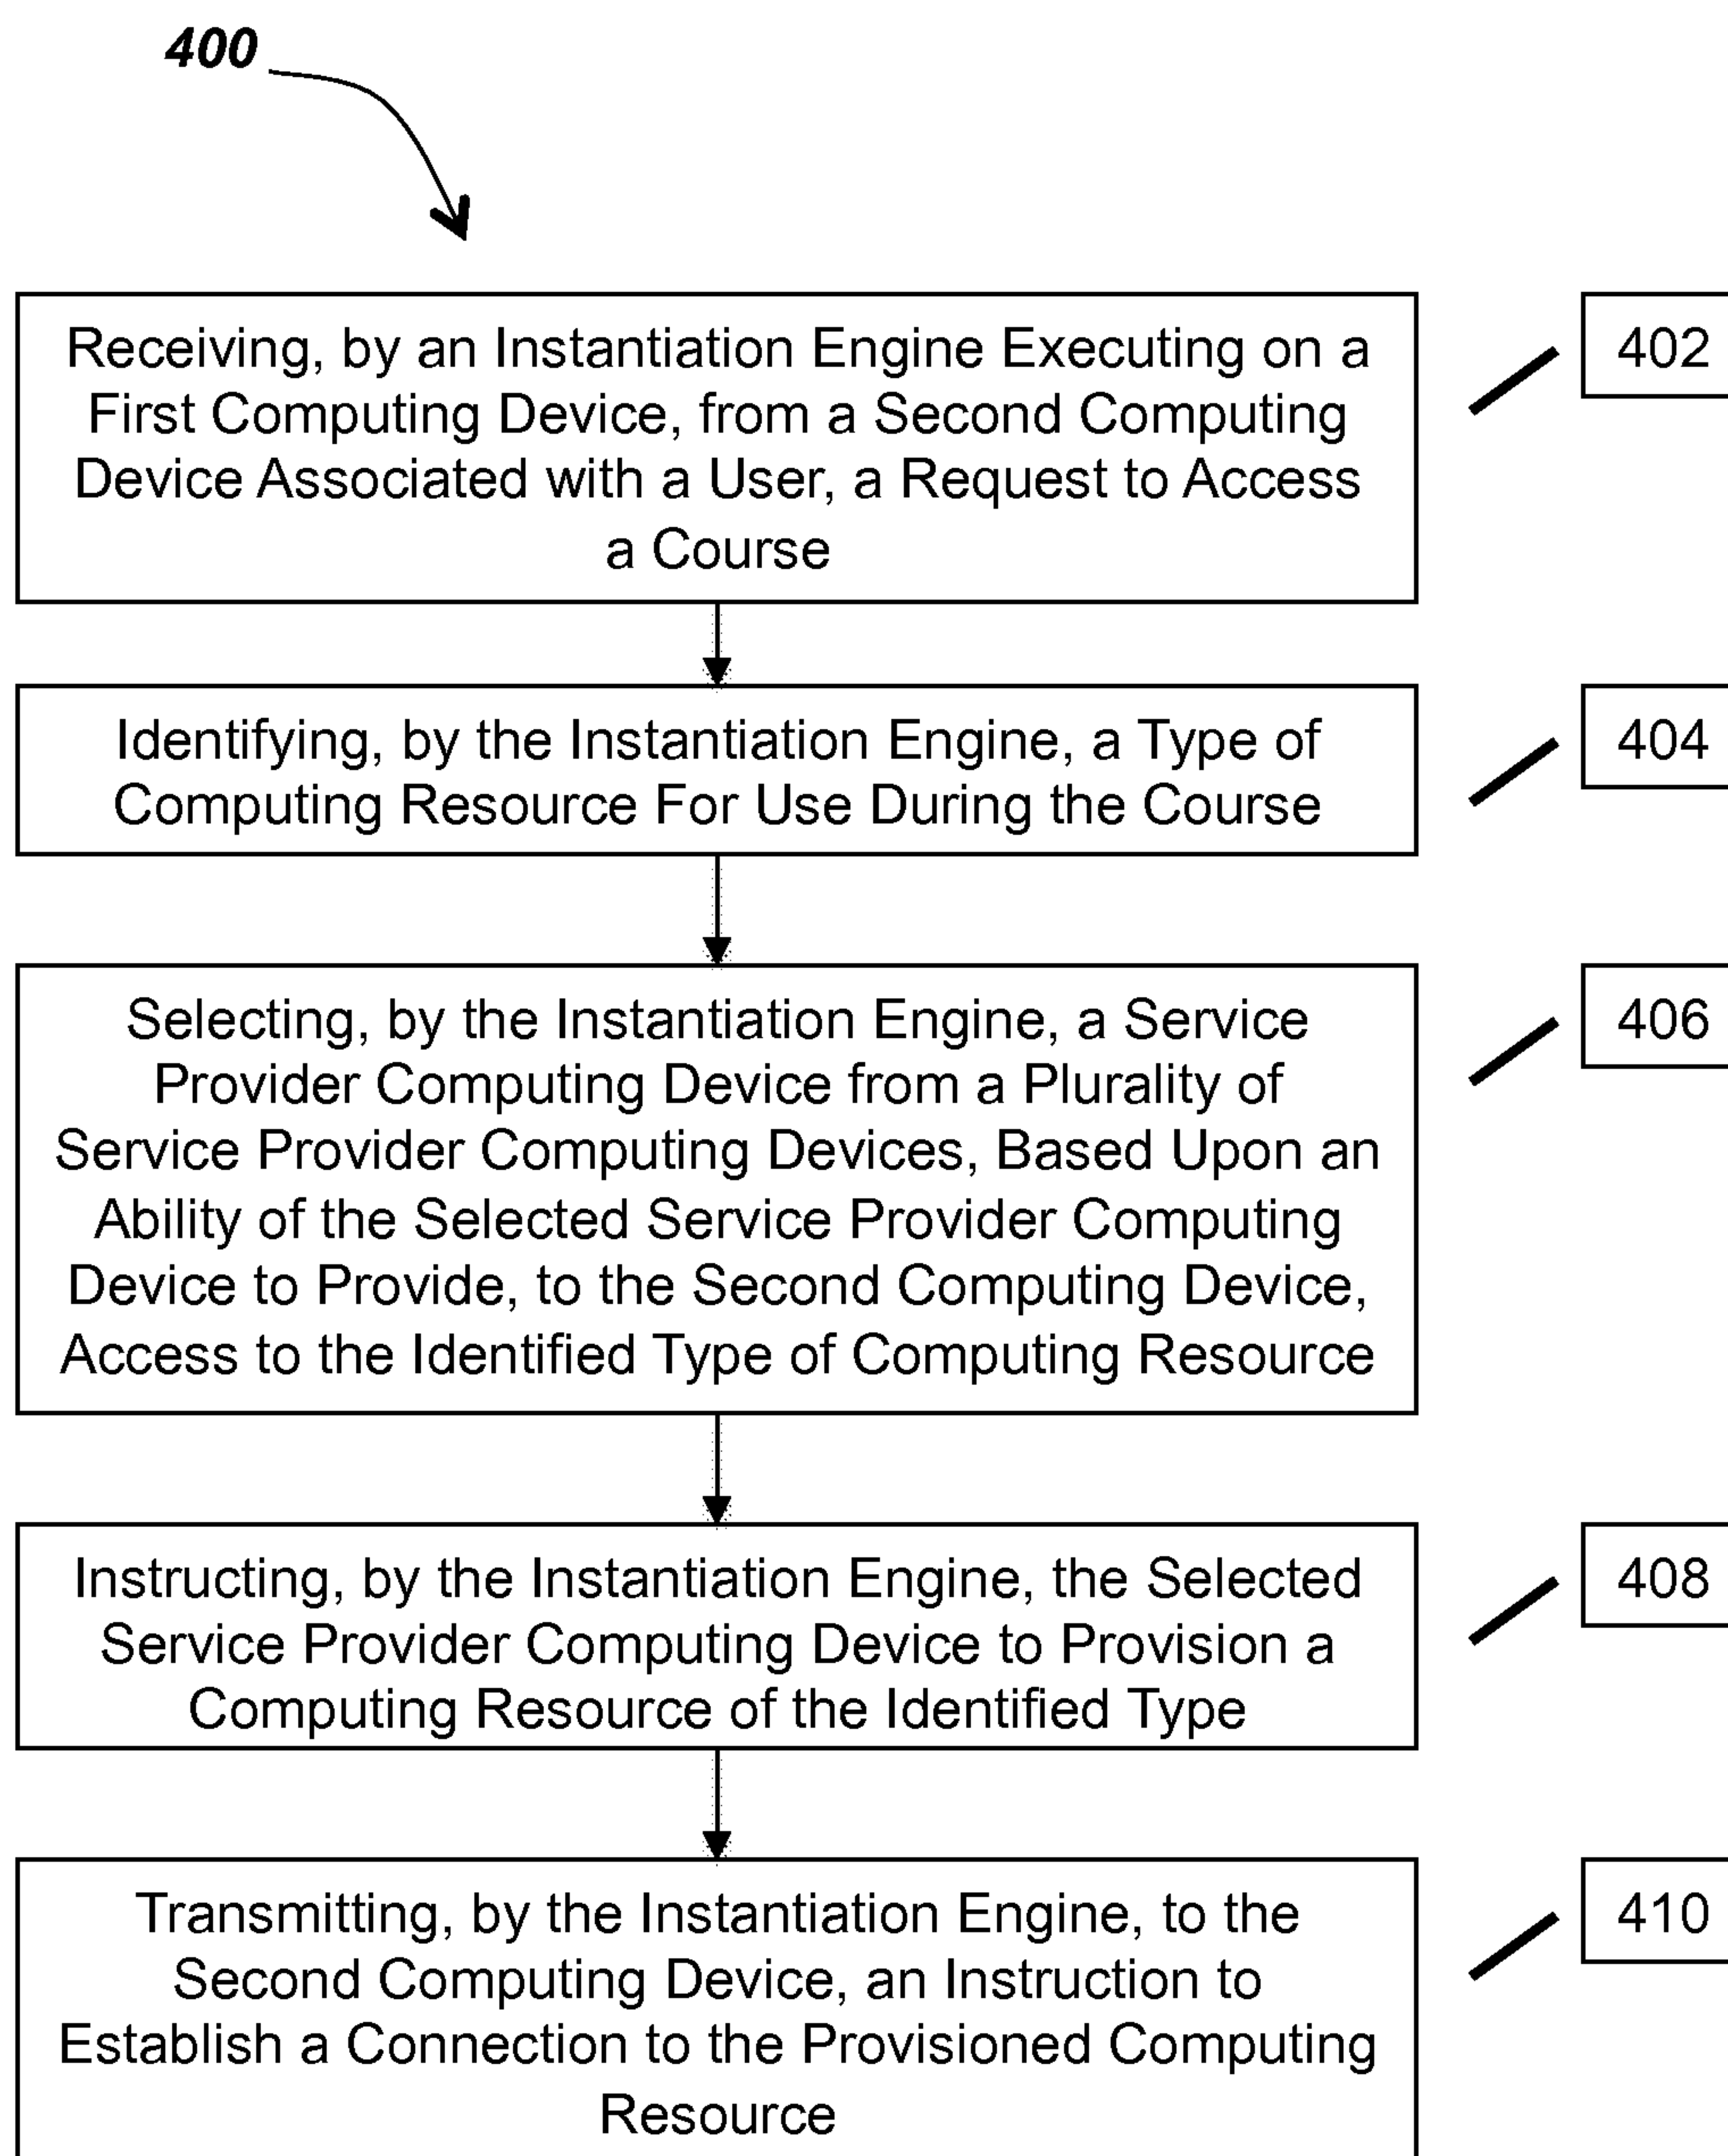 400
Receiving, by an Instantiation Engine Executing on a
First Computing Device, from a Second Computing
Device Associated with a User, a Request to Access
a Course
402
Identifying, by the Instantiation Engine, a Type of
Computing Resource For Use During the Course
404
Selecting, by the Instantiation Engine, a Service
Provider Computing Device from a Plurality of
Service Provider Computing Devices, Based Upon an
Ability of the Selected Service Provider Computing
Device to Provide, to the Second Computing Device,
Access to the Identified Type of Computing Resource
406
Instructing, by the Instantiation Engine, the Selected
Service Provider Computing Device to Provision a
Computing Resource of the Identified Type
408
Transmitting, by the Instantiation Engine, to the
Second Computing Device, an Instruction to
Establish a Connection to the Provisioned Computing
Resource
410